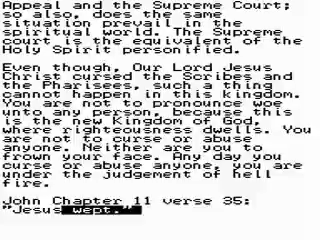 Appeal and the Supreme Court;
so also, does the same
situation prevail in the
spiritual world. The Supreme
court is the equivalent of the
Holy Spirit personified.
Even though, Our Lord Jesus
Christ cursed the Scribes and
the Pharisees, such a thing
cannot happen in this kingdom.
You are not to pronounce woe
unto any person, because this
is the new Kingdom of God,
where righteousness dwells. You
are not to curse or abuse
anyone. Neither are you to
frown your face. Any day you
curse or abuse anyone, you are
under the judgement of hell
fire.
John Chapter 11 verse 35:
"Jesus wept."